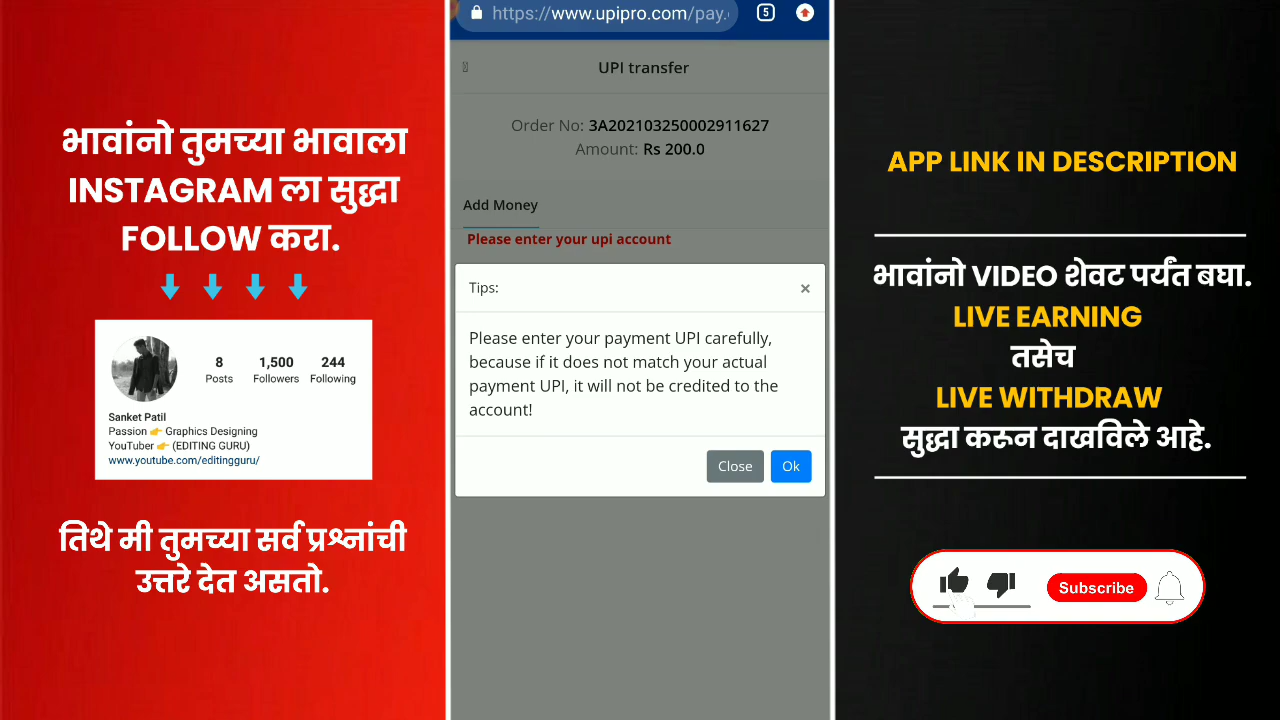 भावांनो तुमच्या भावाला
INSTAGRAM ला सुद्धा
FOLLOW करा.
8
1,500
244
Posts
Followers
Following
Sanket Patil
Passion 👉 Graphics Designing
YouTuber 👉 (EDITING GURU)
www.youtube.com/editingguru/
तिथे मी तुमच्या सर्व प्रश्नांची
उत्तरे देत असतो.
https://www.upipro.com/pay.
5
UPI transfer
Order No: 3A202103250002911627
Amount: Rs 200.0
Add Money
Please enter your upi account
Tips:
×
Please enter your payment UPI carefully,
because if it does not match your actual
payment UPI, it will not be credited to the
account!
Close
Ok
APP LINK IN DESCRIPTION
भावांनो VIDEO शेवट पर्यंत बघा.
LIVE EARNING
तसेच
LIVE WITHDRAW
सुद्धा करून दाखविले आहे.
Subscribe